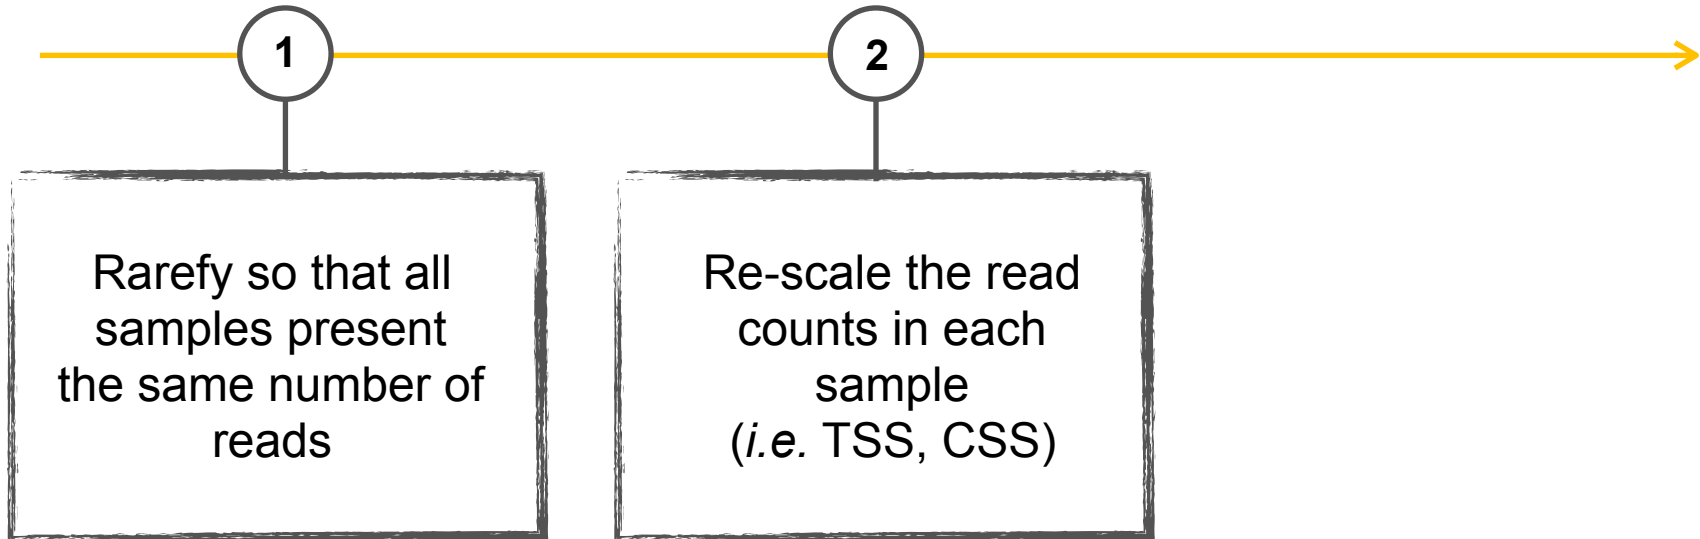 1
2
Rarefy so that all
samples present
the same number of
reads
Re-scale the read
counts in each
sample
(i.e. TSS, CSS)